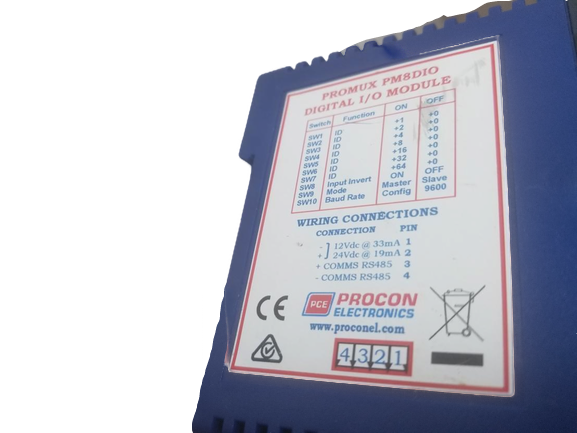 PROMUX PM8DIO
DIGITAL I/O MODULE
Switch Function ON OFF
SW1 ID +1 +0
SW2 ID +2 +0
SW3 ID +4 +0
SW4 ID +8 +0
SW5 ID +16 +0
SW6 ID +32 +0
SW7 ID +64 +0
SW8 Input Invert ON OFF
SW9 Mode Master Slave
SW10 Baud Rate Config 9600
WIRING CONNECTIONS
CONNECTION PIN
- 12Vdc @ 33mA 1
+ 24Vdc @ 19mA 2
+ COMMS RS485 3
- COMMS RS485 4
CE PCE PROCON
ELECTRONICS
www.proconel.com
4 3 2 1